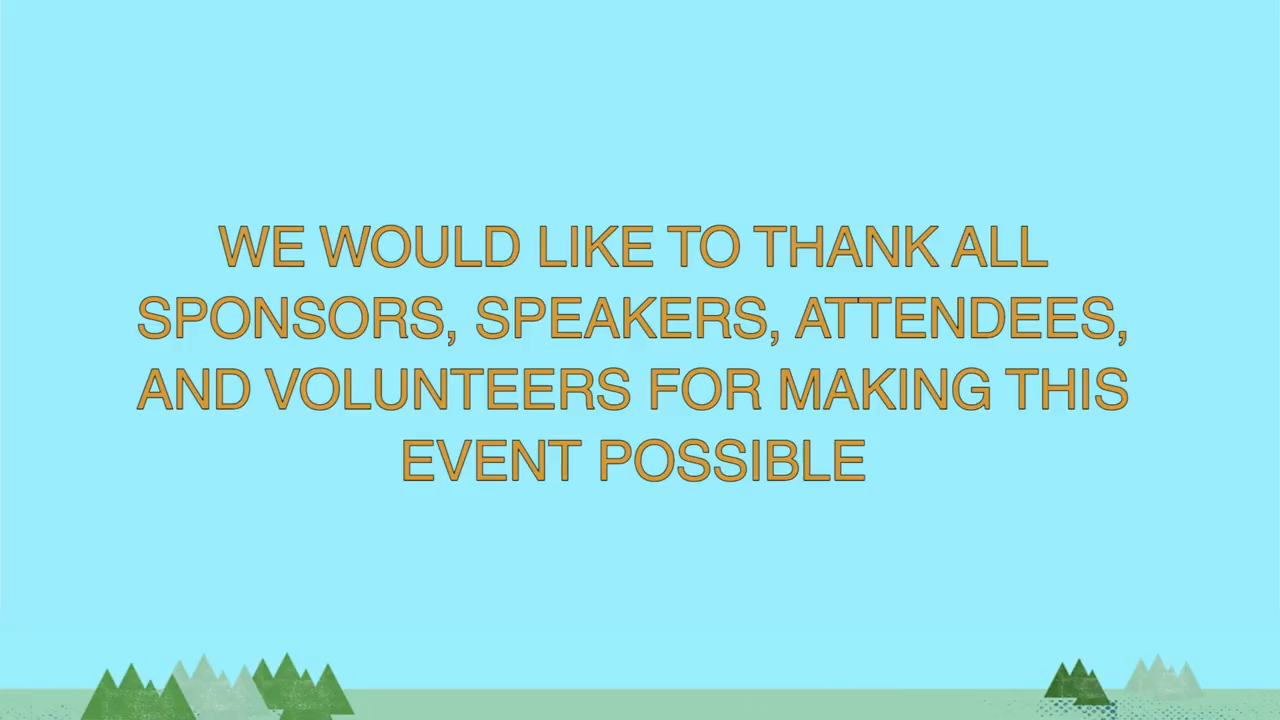 WE WOULD LIKE TO THANK ALL
SPONSORS, SPEAKERS, ATTENDEES,
AND VOLUNTEERS FOR MAKING THIS
EVENT POSSIBLE